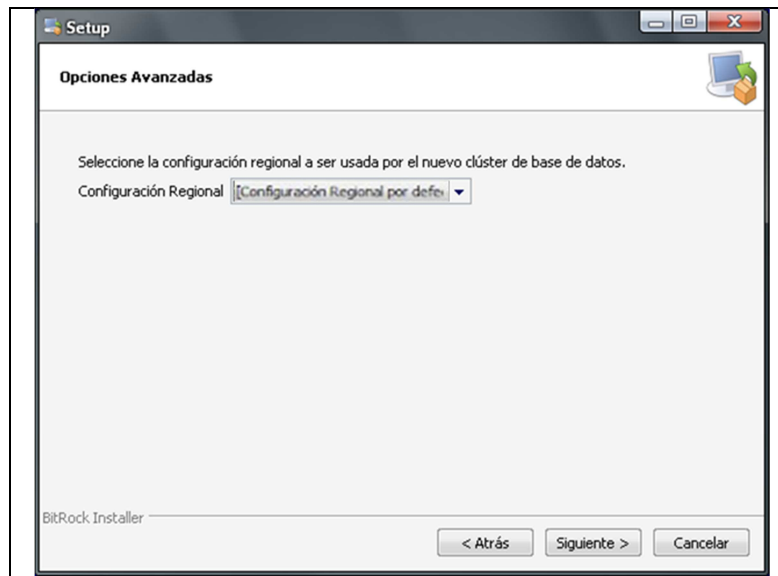 Setup
Opciones Avanzadas
Seleccione la configuración regional a ser usada por el nuevo clúster de base de datos.
Configuración Regional [Configuración Regional por defe
BitRock Installer
< Atrás Siguiente > Cancelar